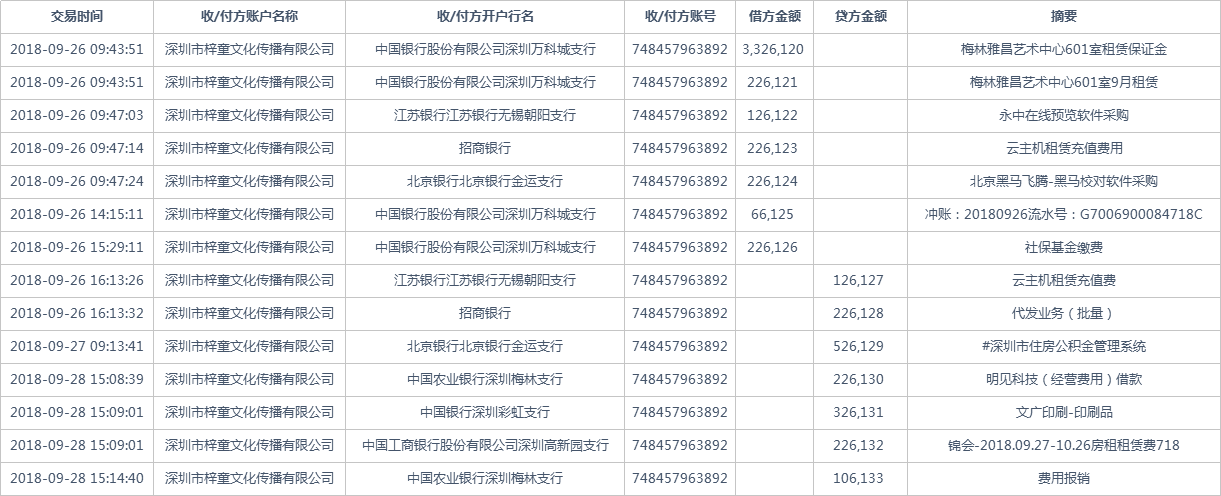 交易时间 收/付方账户名称 收/付方开户行名 收/付方账号 借方金额 贷方金额 摘要
2018-09-26 09:43:51 深圳市梓童文化传播有限公司 中国银行股份有限公司深圳万科城支行 748457963892 3,326,120 梅林雅昌艺术中心601室租赁保证金
2018-09-26 09:43:51 深圳市梓童文化传播有限公司 中国银行股份有限公司深圳万科城支行 748457963892 226,121 梅林雅昌艺术中心601室9月租赁
2018-09-26 09:47:03 深圳市梓童文化传播有限公司 江苏银行江苏银行无锡朝阳支行 748457963892 126,122 永中在线预览软件采购
2018-09-26 09:47:14 深圳市梓童文化传播有限公司 招商银行 748457963892 226,123 云主机租赁充值费用
2018-09-26 09:47:24 深圳市梓童文化传播有限公司 北京银行北京银行金运支行 748457963892 226,124 北京黑马飞腾-黑马校对软件采购
2018-09-26 14:15:11 深圳市梓童文化传播有限公司 中国银行股份有限公司深圳万科城支行 748457963892 66,125 冲账：20180926流水号：G7006900084718C
2018-09-26 15:29:11 深圳市梓童文化传播有限公司 中国银行股份有限公司深圳万科城支行 748457963892 226,126 社保基金缴费
2018-09-26 16:13:26 深圳市梓童文化传播有限公司 江苏银行江苏银行无锡朝阳支行 748457963892 126,127 云主机租赁充值费
2018-09-26 16:13:32 深圳市梓童文化传播有限公司 招商银行 748457963892 226,128 代发业务（批量）
2018-09-27 09:13:41 深圳市梓童文化传播有限公司 北京银行北京银行金运支行 748457963892 526,129 #深圳市住房公积金管理系统
2018-09-28 15:08:39 深圳市梓童文化传播有限公司 中国农业银行深圳梅林支行 748457963892 226,130 明见科技（经营费用）借款
2018-09-28 15:09:01 深圳市梓童文化传播有限公司 中国银行深圳彩虹支行 748457963892 326,131 文广印刷-印刷品
2018-09-28 15:09:01 深圳市梓童文化传播有限公司 中国工商银行股份有限公司深圳高新园支行 748457963892 226,132 锦会-2018.09.27-10.26房租租赁费718
2018-09-28 15:14:40 深圳市梓童文化传播有限公司 中国农业银行深圳梅林支行 748457963892 106,133 费用报销